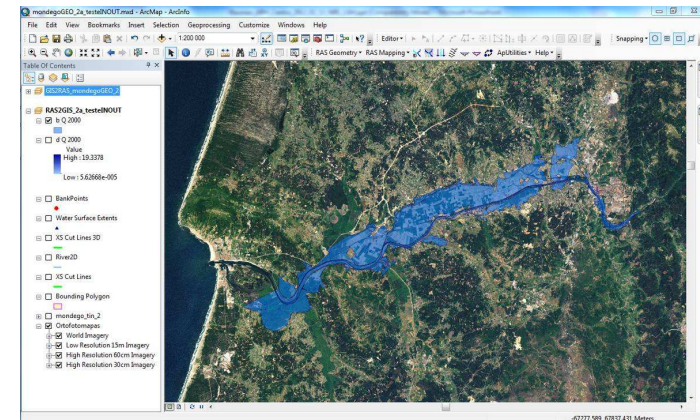 mondegoGEO_2a_testeINOUT.mxd - ArcMap - ArcInfo
File Edit View Bookmarks Insert Selection Geoprocessing Customize Windows Help
1:200 000
Editor
Snapping
RAS Geometry RAS Mapping ApUtilities Help
Table Of Contents
GIS2RAS_mondegoGEO_2
RAS2GIS_2a_testeINOUT
b Q 2000
d Q 2000
Value
High : 19.3378
Low : 5.62668e-005
BankPoints
Water Surface Extents
XS Cut Lines 3D
River2D
XS Cut Lines
Bounding Polygon
mondego_tin_2
Ortofotomapas
World Imagery
Low Resolution 15m Imagery
High Resolution 60cm Imagery
High Resolution 30cm Imagery
-67277,589 67837,431 Meters